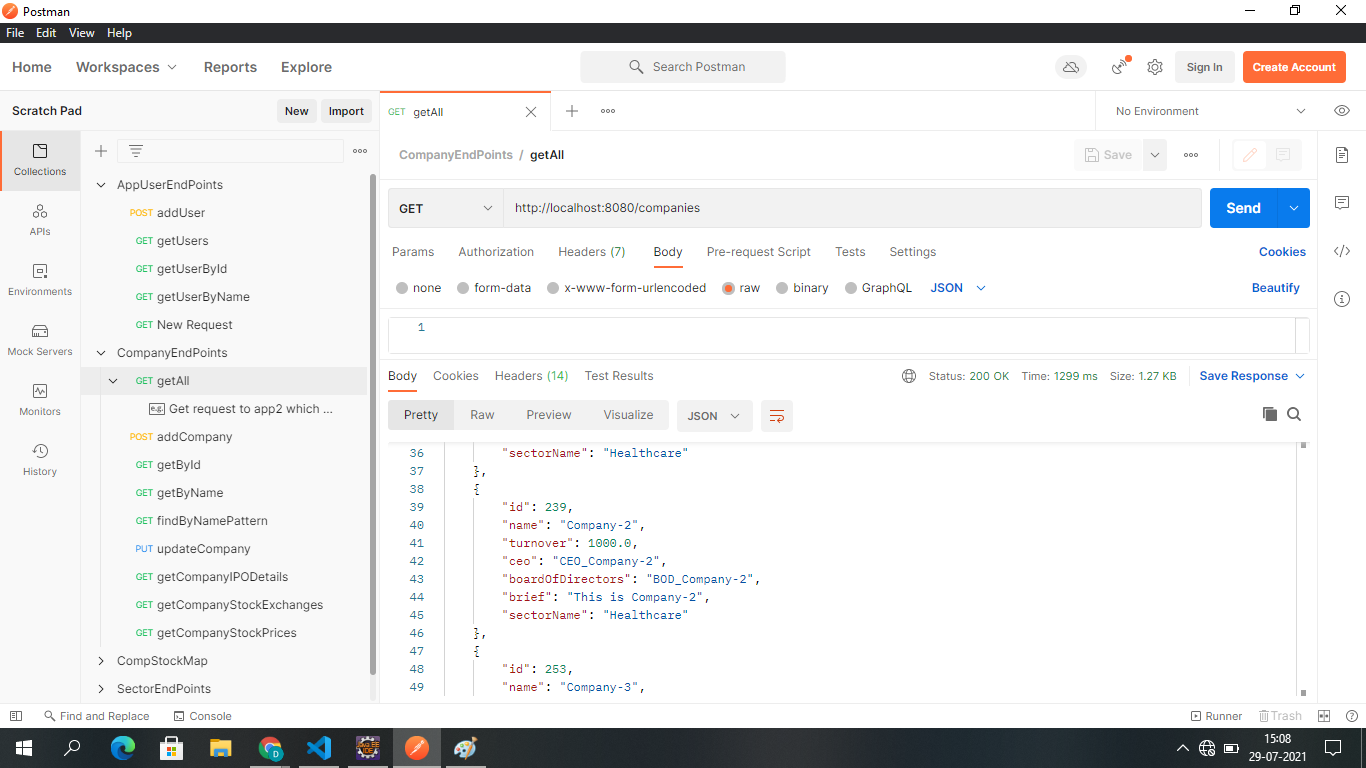 Postman
File Edit View Help
Home Workspaces Reports Explore Search Postman Sign In Create Account
Scratch Pad New Import
GET getAll No Environment
CompanyEndPoints / getAll Save
Collections
APIs
Environments
Mock Servers
Monitors
History
AppUserEndPoints
POST addUser
GET getUsers
GET getUserById
GET getUserByName
GET New Request
CompanyEndPoints
GET getAll
e.g. Get request to app2 which ...
POST addCompany
GET getById
GET getByName
GET findByNamePattern
PUT updateCompany
GET getCompanyIPODetails
GET getCompanyStockExchanges
GET getCompanyStockPrices
CompStockMap
SectorEndPoints
GET http://localhost:8080/companies Send
Params Authorization Headers (7) Body Pre-request Script Tests Settings Cookies
none form-data x-www-form-urlencoded raw binary GraphQL JSON Beautify
1
Body Cookies Headers (14) Test Results Status: 200 OK Time: 1299 ms Size: 1.27 KB Save Response
Pretty Raw Preview Visualize JSON
36 "sectorName": "Healthcare"
37 },
38 {
39 "id": 239,
40 "name": "Company-2",
41 "turnover": 1000.0,
42 "ceo": "CEO_Company-2",
43 "boardOfDirectors": "BOD_Company-2",
44 "brief": "This is Company-2",
45 "sectorName": "Healthcare"
46 },
47 {
48 "id": 253,
49 "name": "Company-3",
Find and Replace Console Runner Trash
D
Java EE
IDE
15:08
29-07-2021